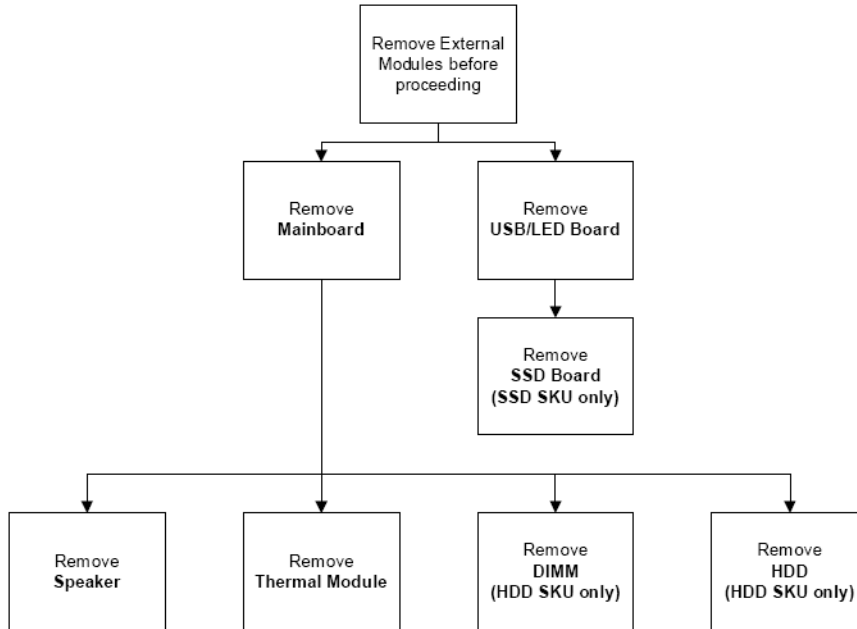 Remove External
Modules before
proceeding
Remove
Mainboard
Remove
USB/LED Board
Remove
SSD Board
(SSD SKU only)
Remove
Speaker
Remove
Thermal Module
Remove
DIMM
(HDD SKU only)
Remove
HDD
(HDD SKU only)